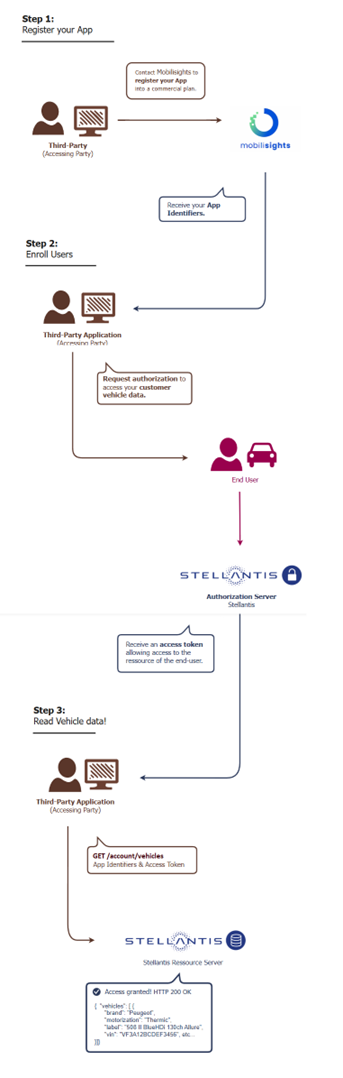 Step 1:
Register your App
Contact Mobilisights to
register your App
into a commercial plan.
Third-Party
(Accessing Party)
mobilisights
Receive your App
Identifiers.
Step 2:
Enroll Users
Third-Party Application
(Accessing Party)
Request authorization to
access your customer
vehicle data.
End User
STELLANTIS
Authorization Server
Stellantis
Receive an access token
allowing access to the
ressource of the end-user.
Step 3:
Read Vehicle data!
Third-Party Application
(Accessing Party)
GET /account/vehicles
App Identifiers & Access Token
STELLANTIS
Stellantis Ressource Server
Access granted! HTTP 200 OK
{ "vehicles": [ {
"brand": "Peugeot",
"motorization": "Thermic",
"label": "508 II BlueHDi 130ch Allure",
"vin": "VF3A12BCDEF3456", etc...
}]}